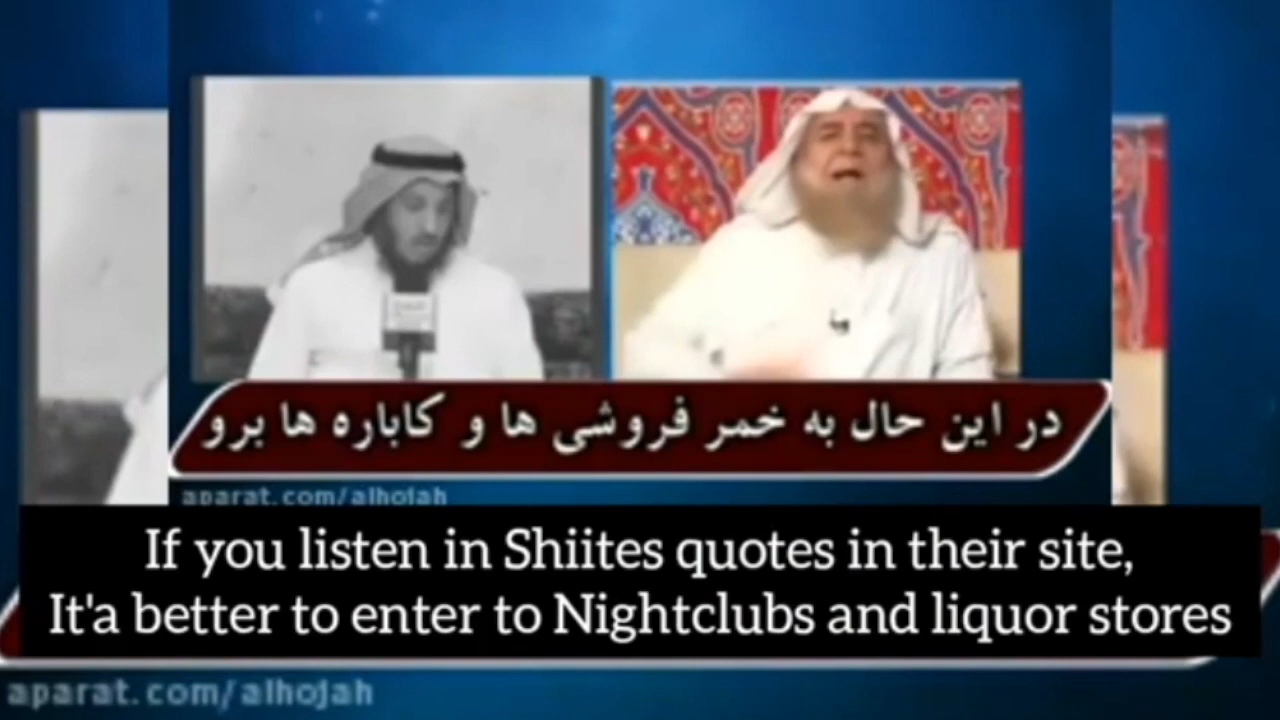 در این حال به خمر فروشی ها و کاباره ها برو
aparat.com/alhojah
If you listen in Shiites quotes in their site,
It'a better to enter to Nightclubs and liquor stores
aparat.com/alhojah